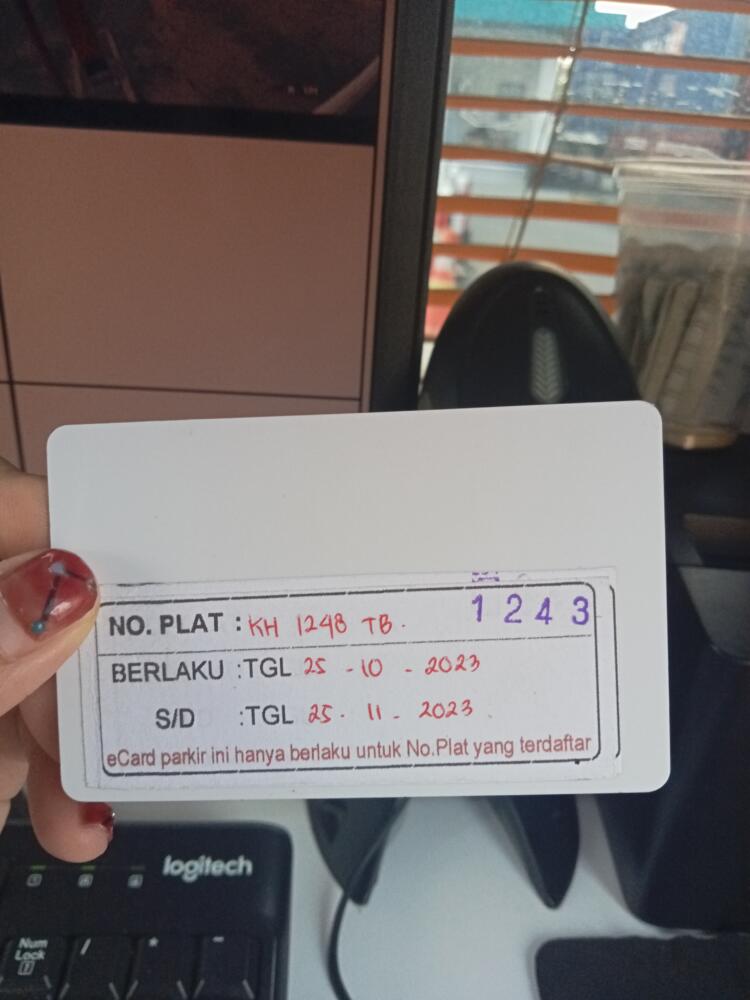 NO. PLAT : KH 1248 TB. 1243
BERLAKU :TGL 25 - 10 - 2023
S/D :TGL 25. 11 - 2023
eCard parkir ini hanya berlaku untuk No.Plat yang terdaftar
logitech
Num / * -
Lock